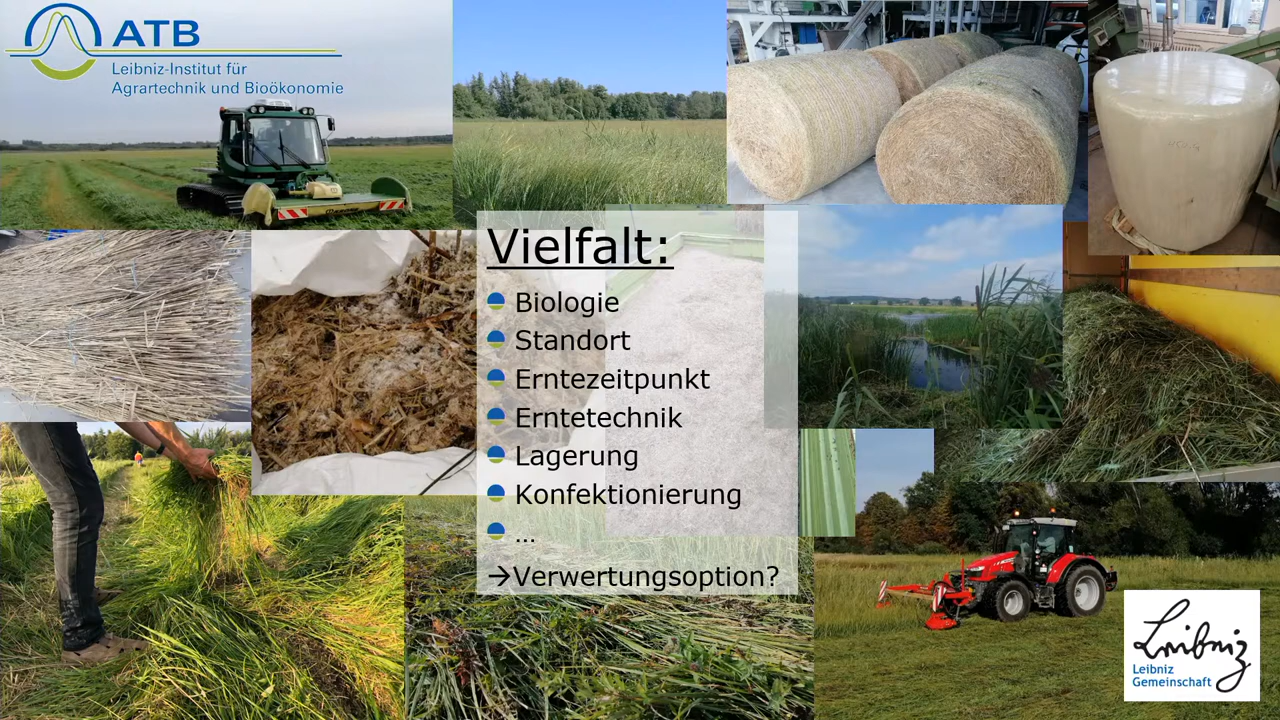 ATB
Leibniz-Institut für
Agrartechnik und Bioökonomie
Vielfalt:
Biologie
Standort
Erntezeitpunkt
Erntetechnik
Lagerung
Konfektionierung
...
→Verwertungsoption?
Leibniz
Leibniz
Gemeinschaft